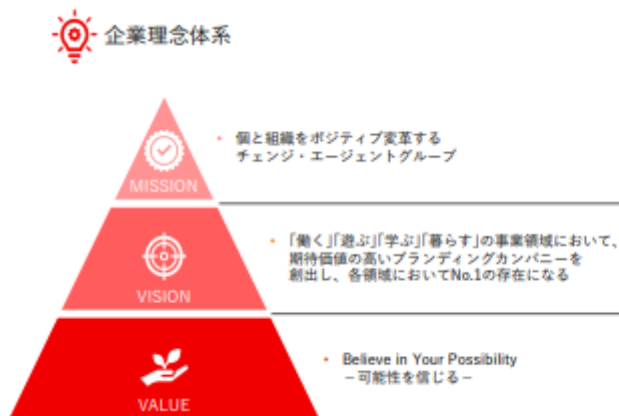 企業理念体系
MISSION
・ 個と組織をポジティブ変革する
チェンジ・エージェントグループ
VISION
・ 「働く」「遊ぶ」「学ぶ」「暮らす」の事業領域において、
期待価値の高いブランディングカンパニーを
創出し、各領域においてNo.1の存在になる
VALUE
・ Believe in Your Possibility
－可能性を信じる－